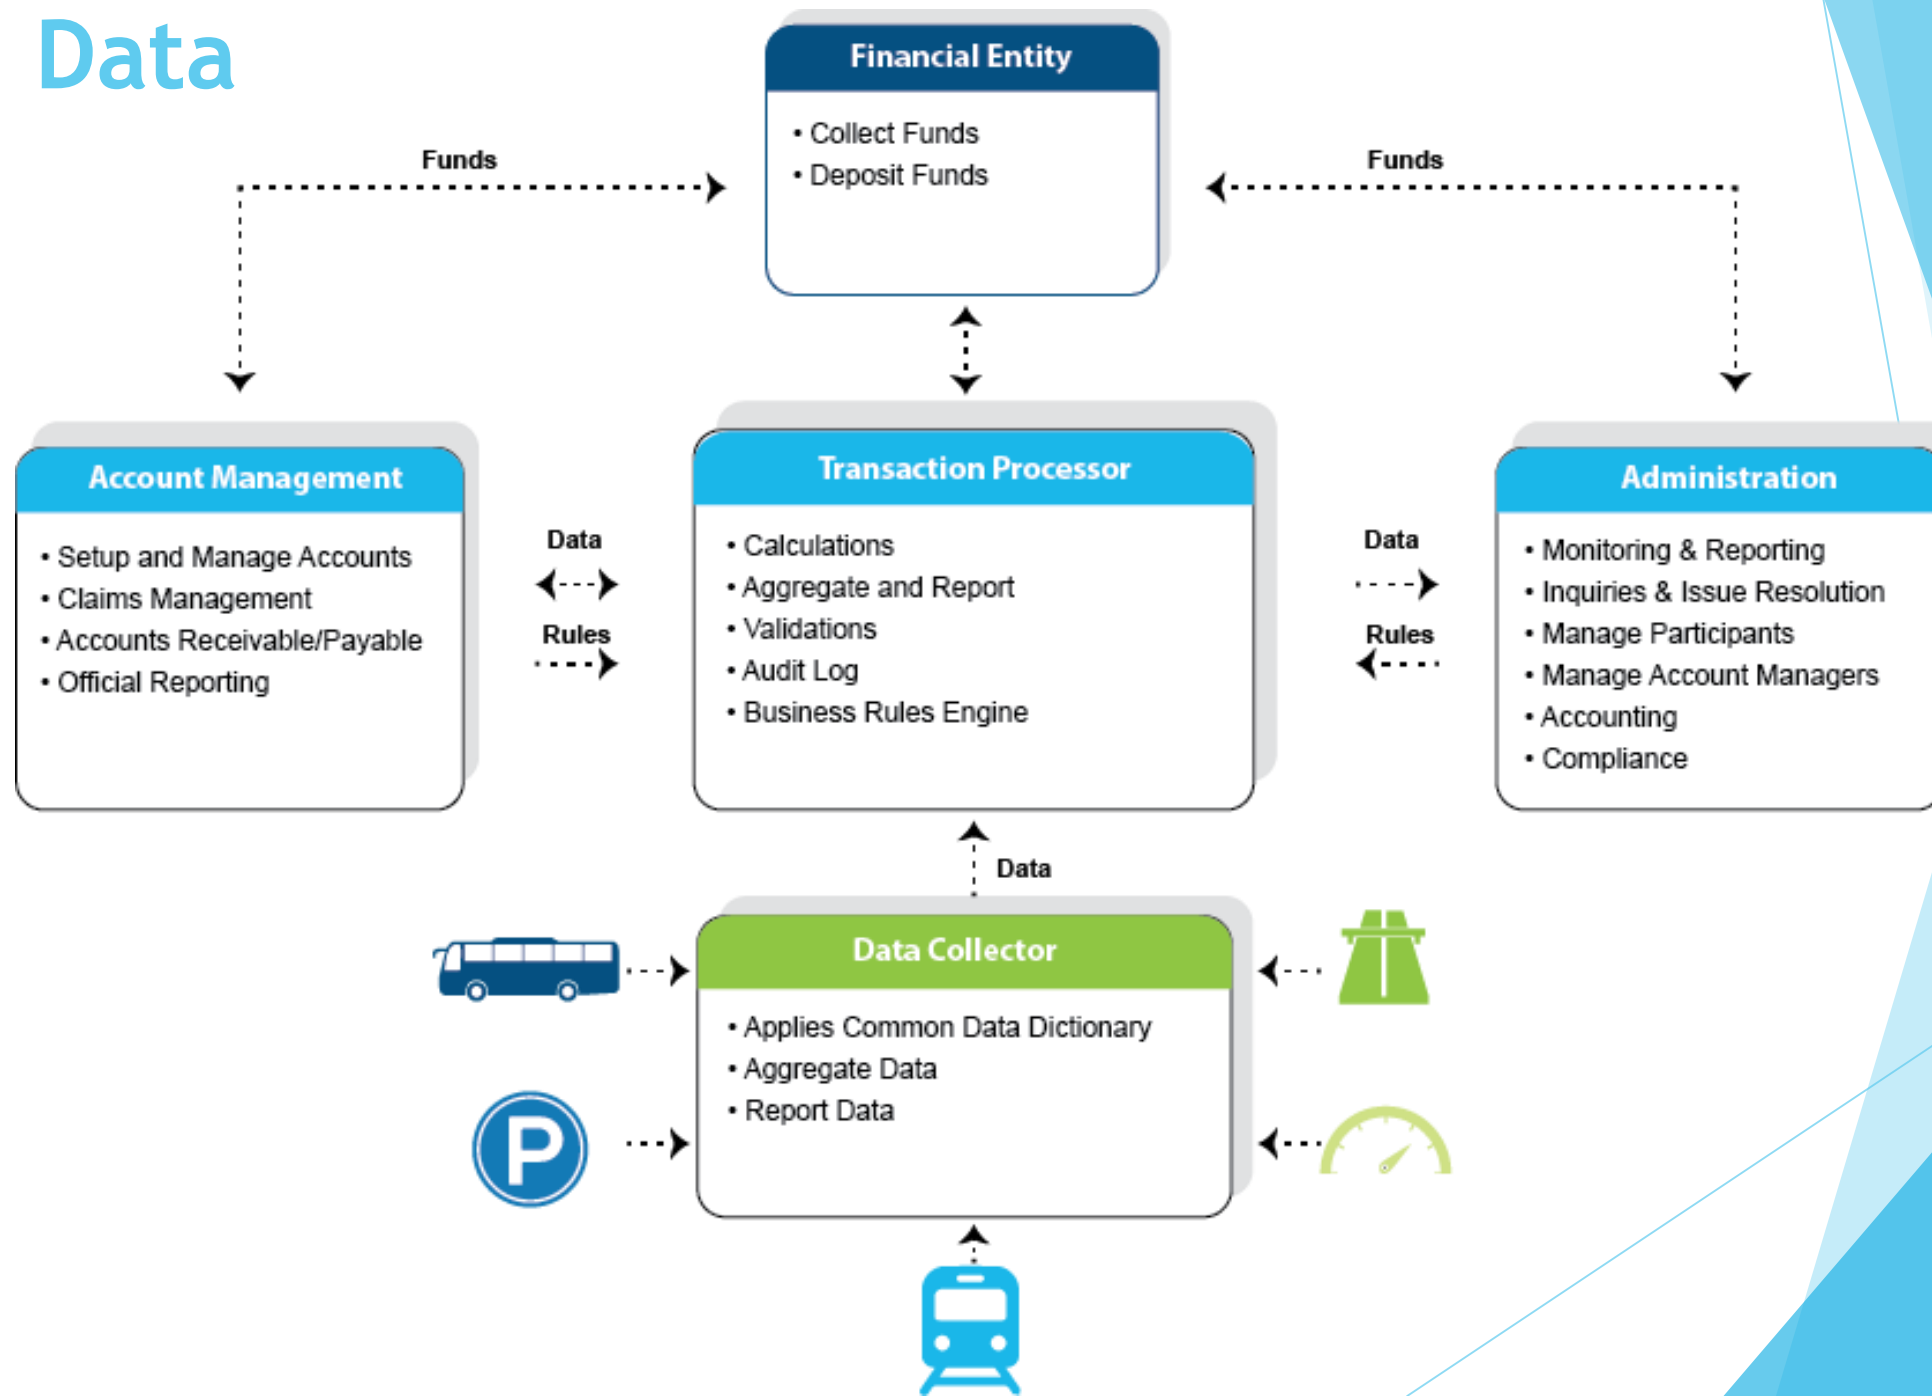 Data
Financial Entity
• Collect Funds
• Deposit Funds
Funds
Funds
Account Management
• Setup and Manage Accounts
• Claims Management
• Accounts Receivable/Payable
• Official Reporting
Data
Rules
Transaction Processor
• Calculations
• Aggregate and Report
• Validations
• Audit Log
• Business Rules Engine
Data
Rules
Administration
• Monitoring & Reporting
• Inquiries & Issue Resolution
• Manage Participants
• Manage Account Managers
• Accounting
• Compliance
Data
Data Collector
• Applies Common Data Dictionary
• Aggregate Data
• Report Data
P